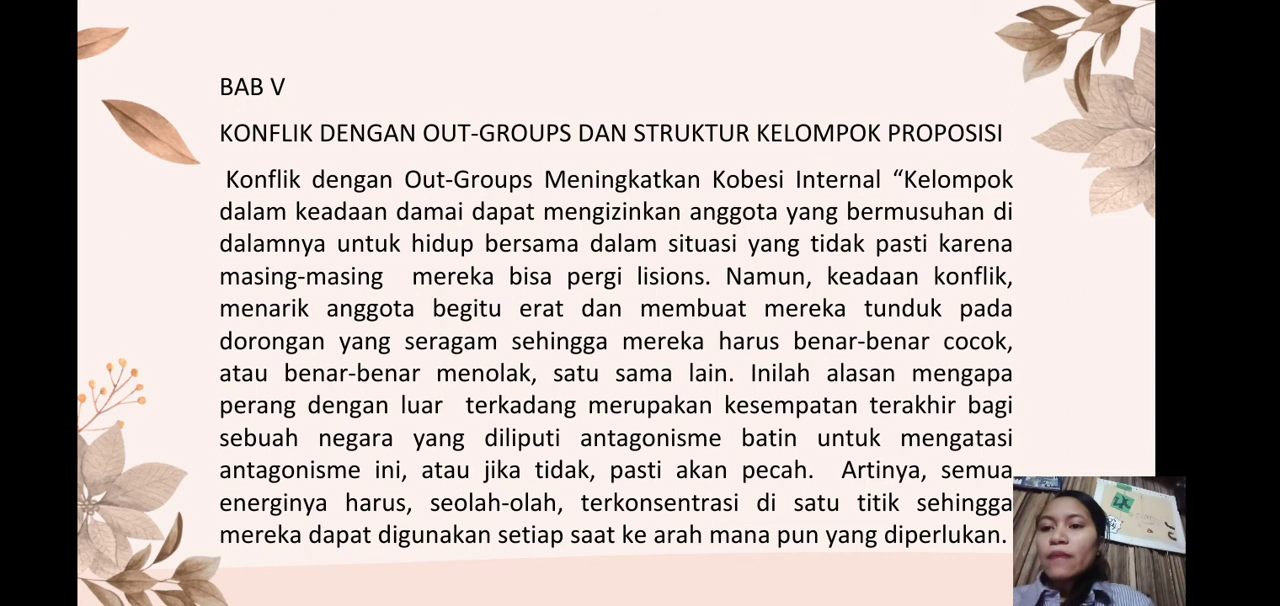 BAB V
KONFLIK DENGAN OUT-GROUPS DAN STRUKTUR KELOMPOK PROPOSISI
Konflik dengan Out-Groups Meningkatkan Kobesi Internal “Kelompok
dalam keadaan damai dapat mengizinkan anggota yang bermusuhan di
dalamnya untuk hidup bersama dalam situasi yang tidak pasti karena
masing-masing mereka bisa pergi lisions. Namun, keadaan konflik,
menarik anggota begitu erat dan membuat mereka tunduk pada
dorongan yang seragam sehingga mereka harus benar-benar cocok,
atau benar-benar menolak, satu sama lain. Inilah alasan mengapa
perang dengan luar terkadang merupakan kesempatan terakhir bagi
sebuah negara yang diliputi antagonisme batin untuk mengatasi
antagonisme ini, atau jika tidak, pasti akan pecah. Artinya, semua
energinya harus, seolah-olah, terkonsentrasi di satu titik sehingga
mereka dapat digunakan setiap saat ke arah mana pun yang diperlukan.